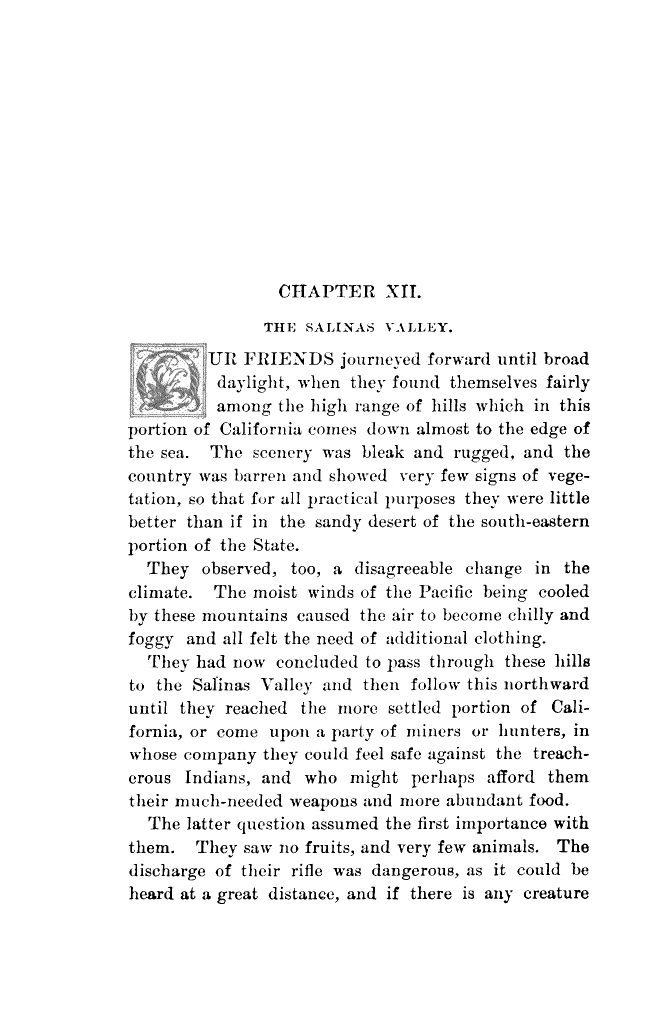 CHAPTER XII.
THE SALINAS VALLEY.
OUR FRIENDS journeyed forward until broad
daylight, when they found themselves fairly
among the high range of hills which in this
portion of California comes down almost to the edge of
the sea. The scenery was bleak and rugged, and the
country was barren and showed very few signs of vege-
tation, so that for all practical purposes they were little
better than if in the sandy desert of the south-eastern
portion of the State.
They observed, too, a disagreeable change in the
climate. The moist winds of the Pacific being cooled
by these mountains caused the air to become chilly and
foggy and all felt the need of additional clothing.
They had now concluded to pass through these hills
to the Salinas Valley and then follow this northward
until they reached the more settled portion of Cali-
fornia, or come upon a party of miners or hunters, in
whose company they could feel safe against the treach-
erous Indians, and who might perhaps afford them
their much-needed weapons and more abundant food.
The latter question assumed the first importance with
them. They saw no fruits, and very few animals. The
discharge of their rifle was dangerous, as it could be
heard at a great distance, and if there is any creature